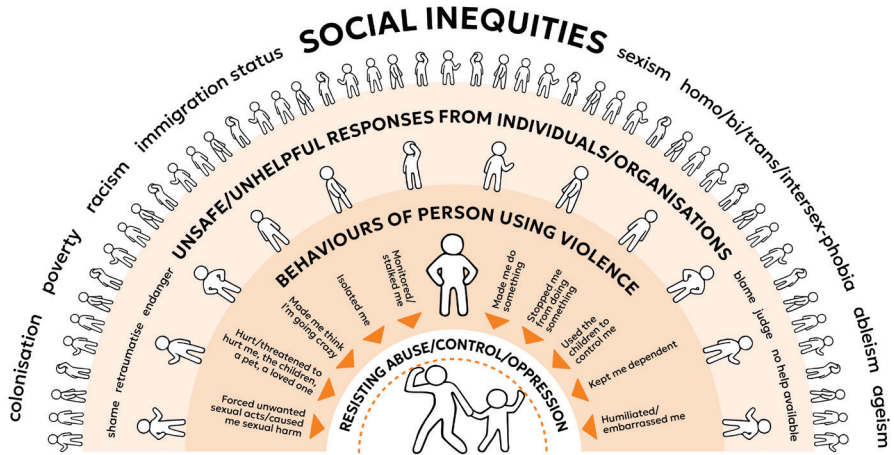 SOCIAL INEQUITIES
colonisation
poverty
racism
immigration status
sexism
homo/bi/trans/intersex-phobia
ableism
ageism
UNSAFE/UNHELPFUL RESPONSES FROM INDIVIDUALS/ORGANISATIONS
shame
retraumatise
endanger
blame
judge
no help available
BEHAVIOURS OF PERSON USING VIOLENCE
Forced unwanted
sexual acts/caused
me sexual harm
Hurt/threatened to
hurt me, the children,
a pet, a loved one
Made me think
I'm going crazy
Isolated me
Monitored/
stalked me
Made me do
something
Stopped me
from doing
something
Used the
children to
control me
Kept me dependent
Humiliated/
embarrassed me
RESISTING ABUSE/CONTROL/OPPRESSION